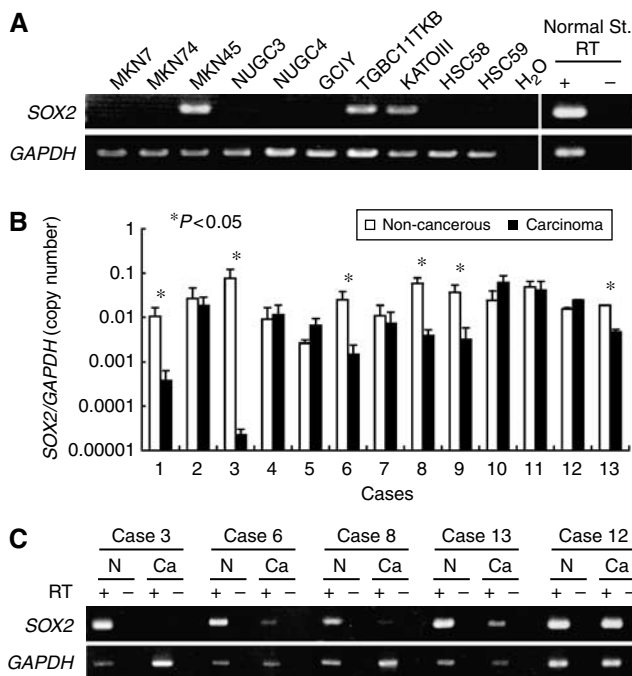 A
MKN7 MKN74 MKN45 NUGC3 NUGC4 GCIY TGBC11TKB KATOIII HSC58 HSC59 H₂O
Normal St.
RT
+ −
SOX2
GAPDH
B
*P<0.05
Non-cancerous Carcinoma
SOX2/GAPDH (copy number)
1
0.1
0.01
0.001
0.0001
0.00001
* * * * * *
1 2 3 4 5 6 7 8 9 10 11 12 13
Cases
C
Case 3 Case 6 Case 8 Case 13 Case 12
N Ca N Ca N Ca N Ca N Ca
RT + − + − + − + − + − + − + − + − + − + −
SOX2
GAPDH